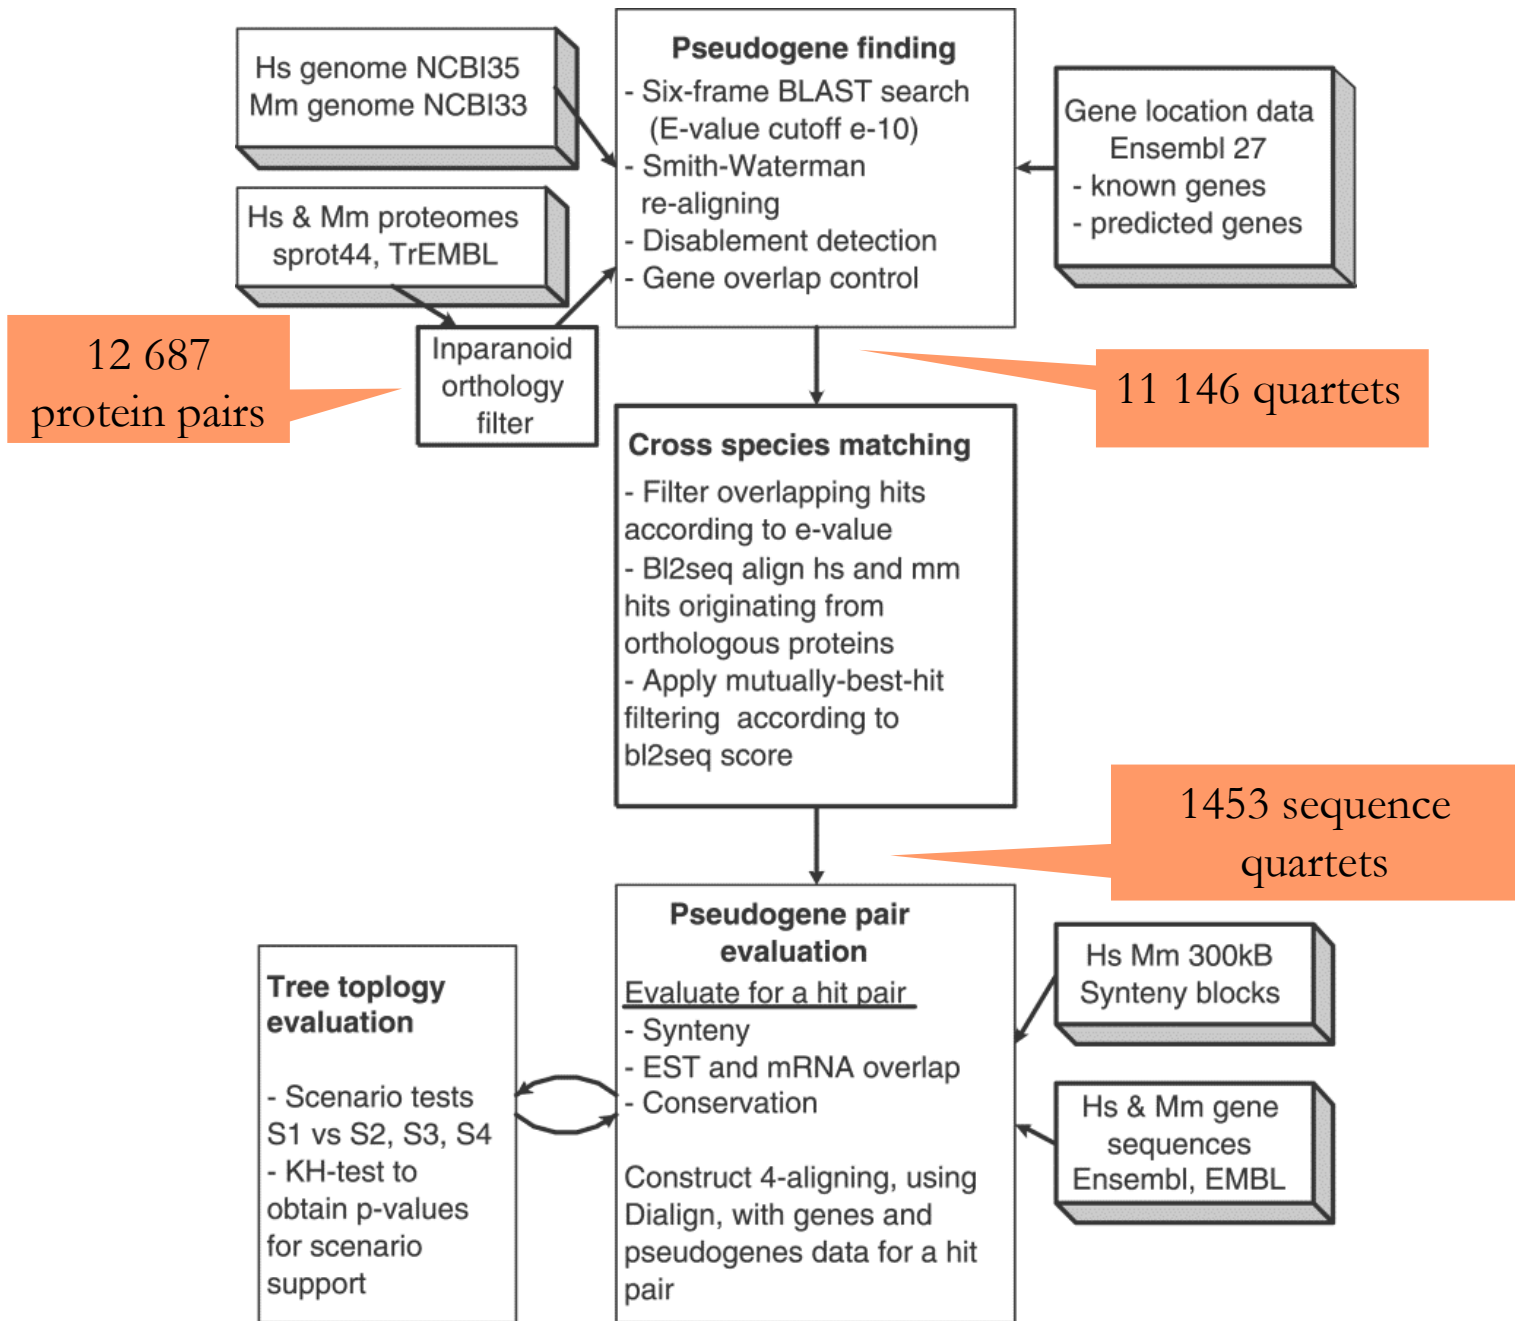 Hs genome NCBI35
Mm genome NCBI33
Hs & Mm proteomes
sprot44, TrEMBL
12 687
protein pairs
Inparanoid
orthology
filter
Pseudogene finding
- Six-frame BLAST search
(E-value cutoff e-10)
- Smith-Waterman
re-aligning
- Disablement detection
- Gene overlap control
Gene location data
Ensembl 27
- known genes
- predicted genes
11 146 quartets
Cross species matching
- Filter overlapping hits
according to e-value
- Bl2seq align hs and mm
hits originating from
orthologous proteins
- Apply mutually-best-hit
filtering according to
bl2seq score
1453 sequence
quartets
Pseudogene pair
evaluation
Evaluate for a hit pair
- Synteny
- EST and mRNA overlap
- Conservation
Construct 4-aligning, using
Dialign, with genes and
pseudogenes data for a hit
pair
Tree toplogy
evaluation
- Scenario tests
S1 vs S2, S3, S4
- KH-test to
obtain p-values
for scenario
support
Hs Mm 300kB
Synteny blocks
Hs & Mm gene
sequences
Ensembl, EMBL